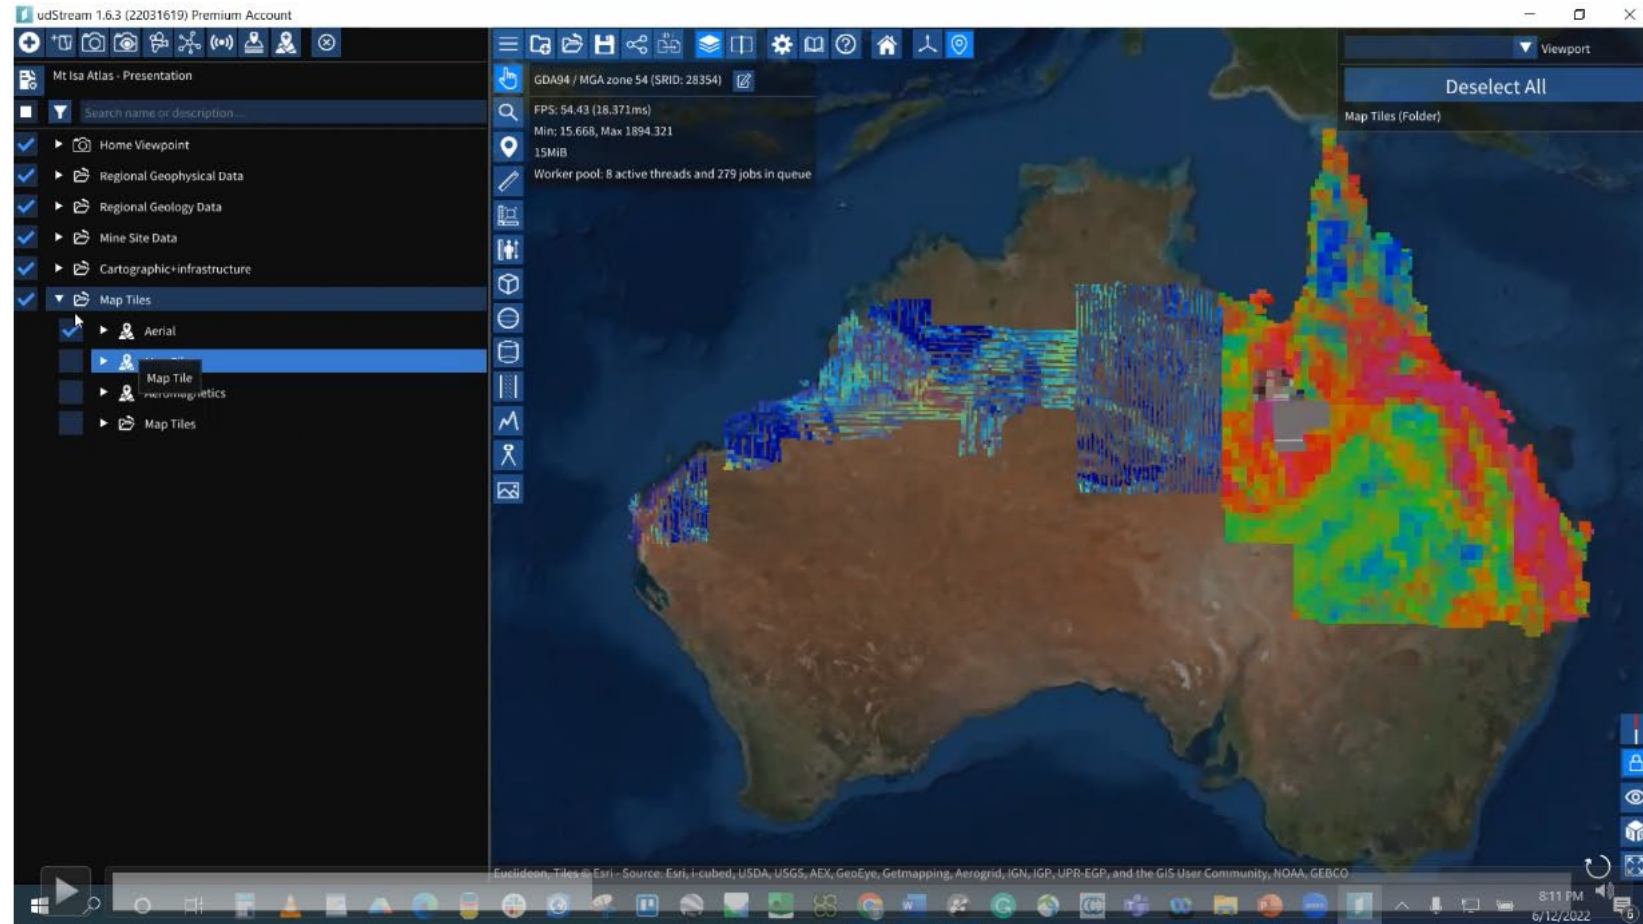 udStream 1.6.3 (22031619) Premium Account
Mt Isa Atlas - Presentation
Search name or description...
Home Viewpoint
Regional Geophysical Data
Regional Geology Data
Mine Site Data
Cartographic+infrastructure
Map Tiles
Aerial
Map Tile
Aeromagnetics
Map Tiles
GDA94 / MGA zone 54 (SRID: 28354)
FPS: 54.43 (18.371ms)
Min; 15.668, Max 1894.321
15MiB
Worker pool: 8 active threads and 279 jobs in queue
Viewport
Deselect All
Map Tiles (Folder)
Euclideon, Tiles © Esri - Source: Esri, i-cubed, USDA, USGS, AEX, GeoEye, Getmapping, Aerogrid, IGN, IGP, UPR-EGP, and the GIS User Community, NOAA, GEBCO
8:11 PM
6/12/2022